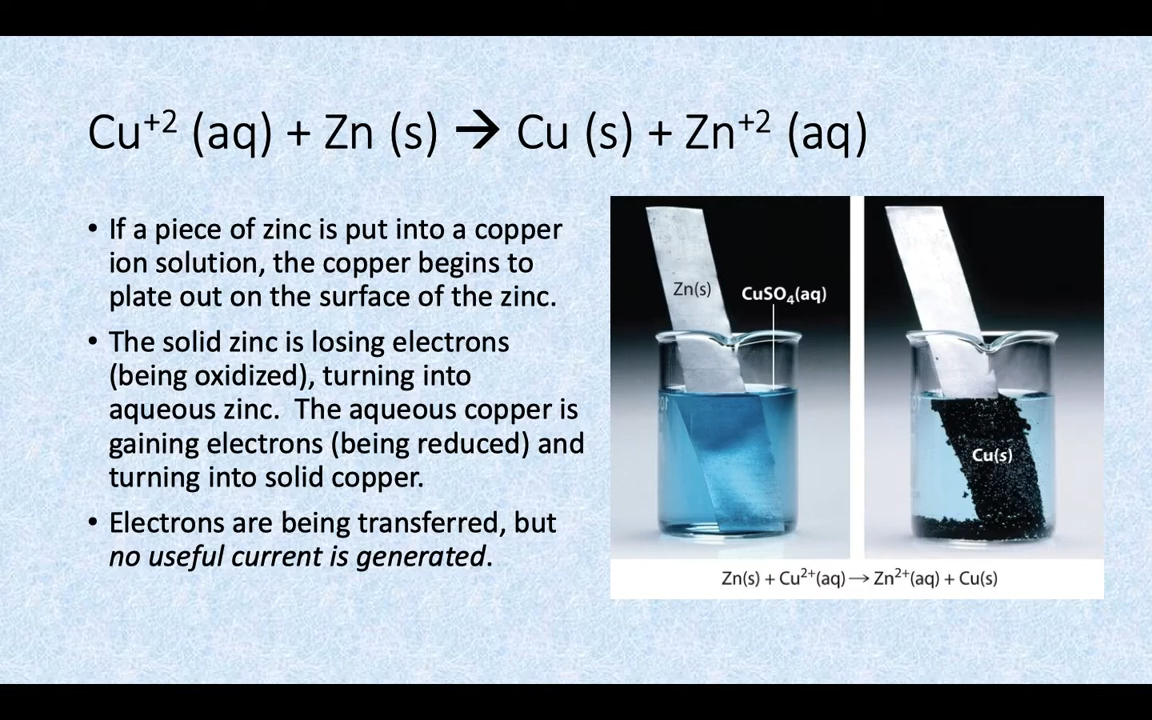 Cu⁺² (aq) + Zn (s) → Cu (s) + Zn⁺² (aq)
• If a piece of zinc is put into a copper
ion solution, the copper begins to
plate out on the surface of the zinc.
• The solid zinc is losing electrons
(being oxidized), turning into
aqueous zinc.  The aqueous copper is
gaining electrons (being reduced) and
turning into solid copper.
• Electrons are being transferred, but
no useful current is generated.
Zn(s)
CuSO₄(aq)
Cu(s)
Zn(s) + Cu²⁺(aq) → Zn²⁺(aq) + Cu(s)